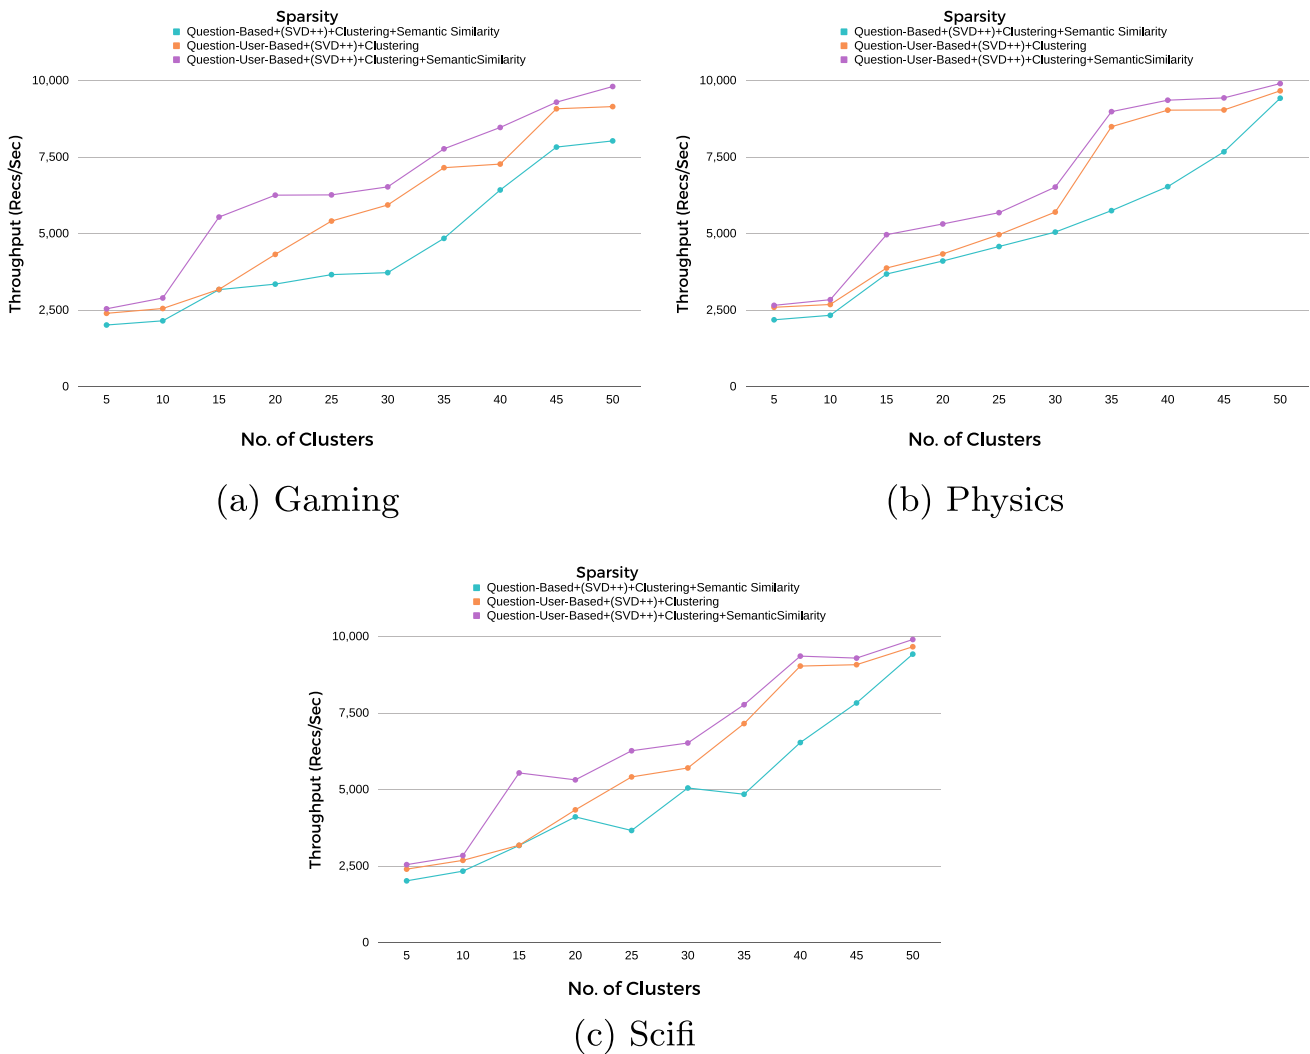 Sparsity
Question-Based+(SVD++)+Clustering+Semantic Similarity
Question-User-Based+(SVD++)+Clustering
Question-User-Based+(SVD++)+Clustering+SemanticSimilarity
Throughput (Recs/Sec)
10,000
7,500
5,000
2,500
0
5 10 15 20 25 30 35 40 45 50
No. of Clusters
(a) Gaming
Sparsity
Question-Based+(SVD++)+Clustering+Semantic Similarity
Question-User-Based+(SVD++)+Clustering
Question-User-Based+(SVD++)+Clustering+SemanticSimilarity
Throughput (Recs/Sec)
10,000
7,500
5,000
2,500
0
5 10 15 20 25 30 35 40 45 50
No. of Clusters
(b) Physics
Sparsity
Question-Based+(SVD++)+Clustering+Semantic Similarity
Question-User-Based+(SVD++)+Clustering
Question-User-Based+(SVD++)+Clustering+SemanticSimilarity
Throughput (Recs/Sec)
10,000
7,500
5,000
2,500
0
5 10 15 20 25 30 35 40 45 50
No. of Clusters
(c) Scifi